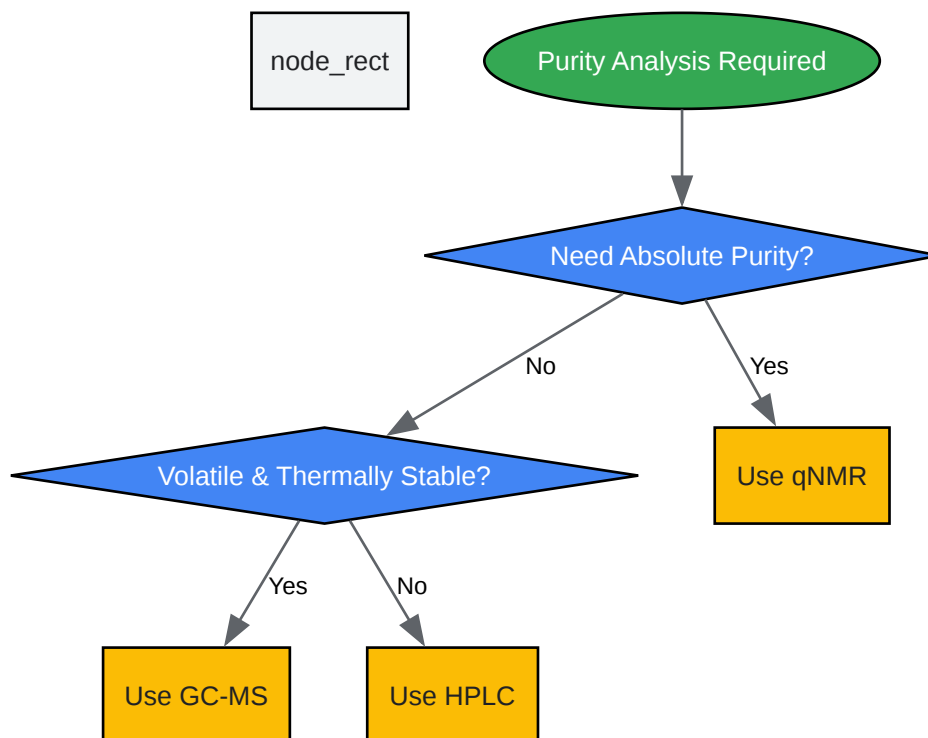 node_rect
Purity Analysis Required
Need Absolute Purity?
No
Yes
Volatile & Thermally Stable?
Use qNMR
Yes
No
Use GC-MS
Use HPLC